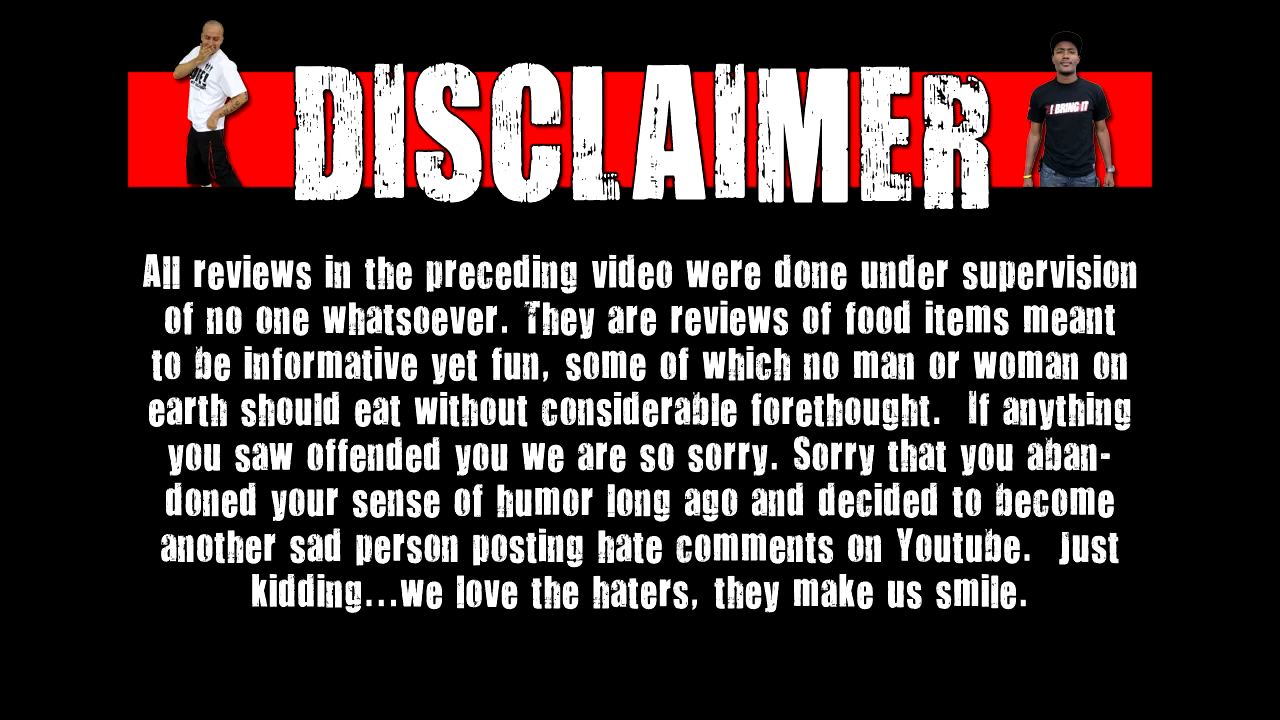 DISCLAIMER
I BRING IT
All reviews in the preceding video were done under supervision
of no one whatsoever. They are reviews of food items meant
to be informative yet fun, some of which no man or woman on
earth should eat without considerable forethought. If anything
you saw offended you we are so sorry. Sorry that you aban-
doned your sense of humor long ago and decided to become
another sad person posting hate comments on Youtube. Just
kidding...we love the haters, they make us smile.